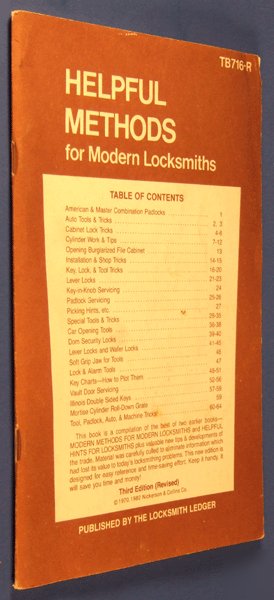 TB716-R
HELPFUL
METHODS
for Modern Locksmiths
TABLE OF CONTENTS
American & Master Combination Padlocks 1
Auto Tools & Tricks 2, 3
Cabinet Lock Tricks 4-6
Cylinder Work & Tips 7-12
Opening Burglarized File Cabinet 13
Installation & Shop Tricks 14-15
Key, Lock, & Tool Tricks 16-20
Lever Locks 21-23
Key-in-Knob Servicing 24
Padlock Servicing 25-26
Picking Hints, etc. 27
Special Tools & Tricks 28-35
Car Opening Tools 36-38
Dom Security Locks 39-40
Lever Locks and Wafer Locks 41-45
Soft Grip Jaw for Tools 46
Lock & Alarm Tools 47
Key Charts—How to Plot Them 48-51
Vault Door Servicing 52-56
Illinois Double Sided Keys 57-59
Mortise Cylinder Roll-Down Grate 59
Tool, Padlock, Auto, & Machine Tricks 60-64
This book is a compilation of the best of two earlier books—
MODERN METHODS FOR MODERN LOCKSMITHS and HELPFUL
HINTS FOR LOCKSMITHS plus valuable new tips & developments of
the trade. Material was carefully culled to eliminate information which
had lost its value to today's locksmithing problems. This new edition is
designed for easy reference and time-saving effort. Keep it handy. It
will save you time and money!
Third Edition (Revised)
© 1970, 1982 Nickerson & Collins Co.
PUBLISHED BY THE LOCKSMITH LEDGER